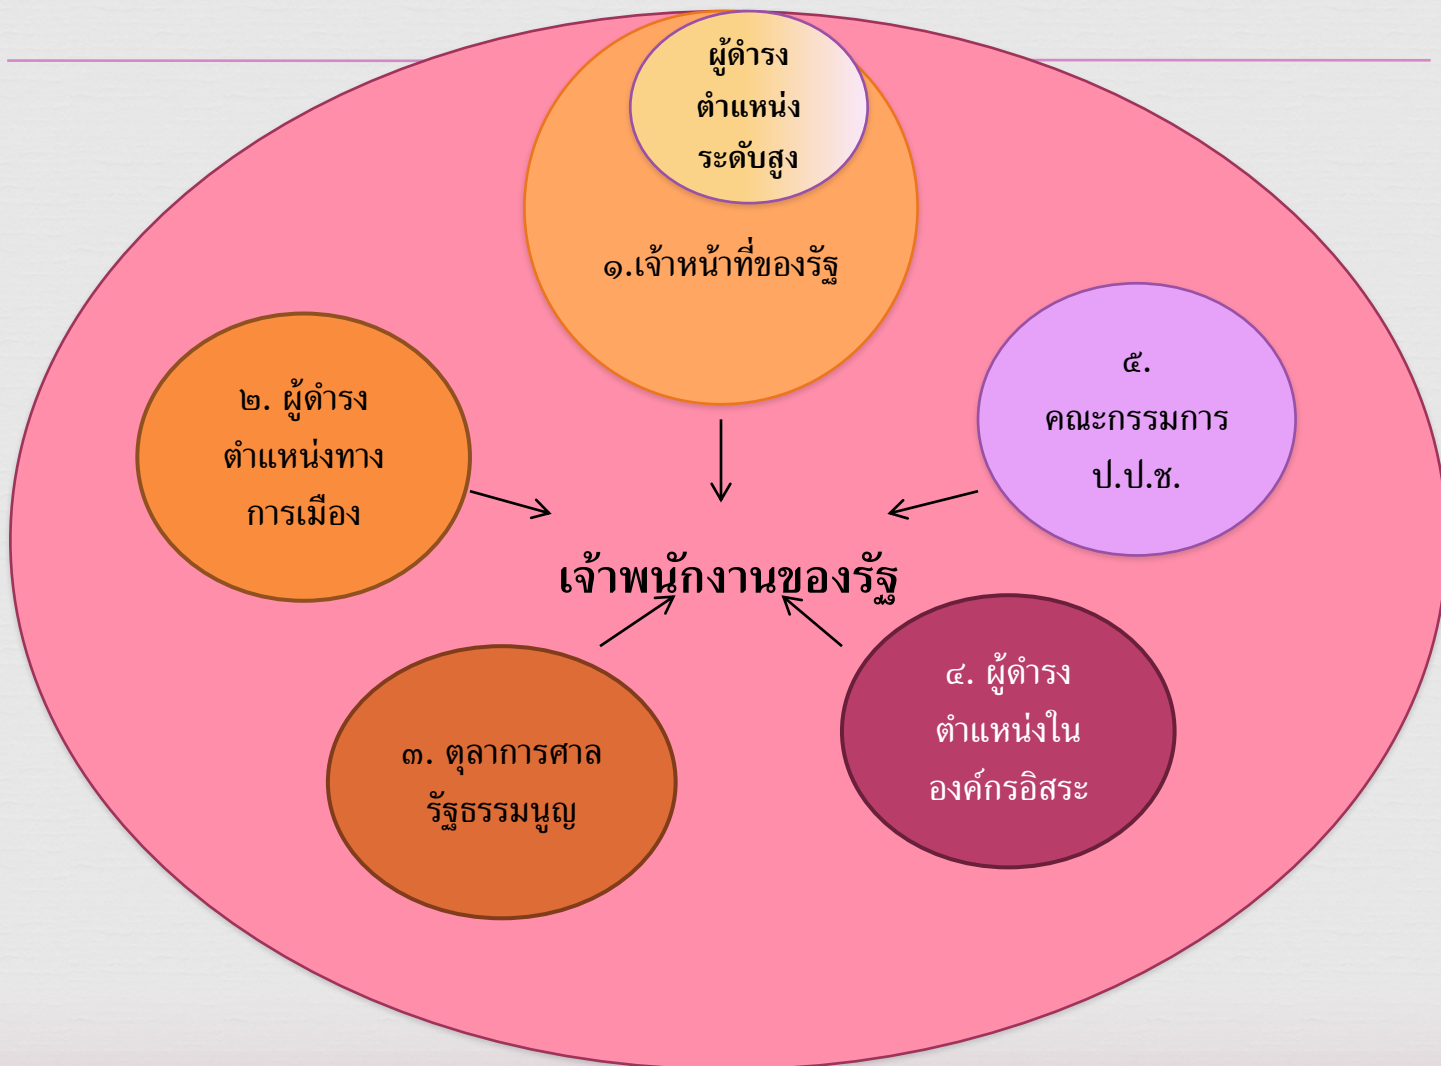 ผู้ดำรง
ตำแหน่ง
ระดับสูง
๑.เจ้าหน้าที่ของรัฐ
๒. ผู้ดำรง
ตำแหน่งทาง
การเมือง
๕.
คณะกรรมการ
ป.ป.ช.
เจ้าพนักงานของรัฐ
๓. ตุลาการศาล
รัฐธรรมนูญ
๔. ผู้ดำรง
ตำแหน่งใน
องค์กรอิสระ